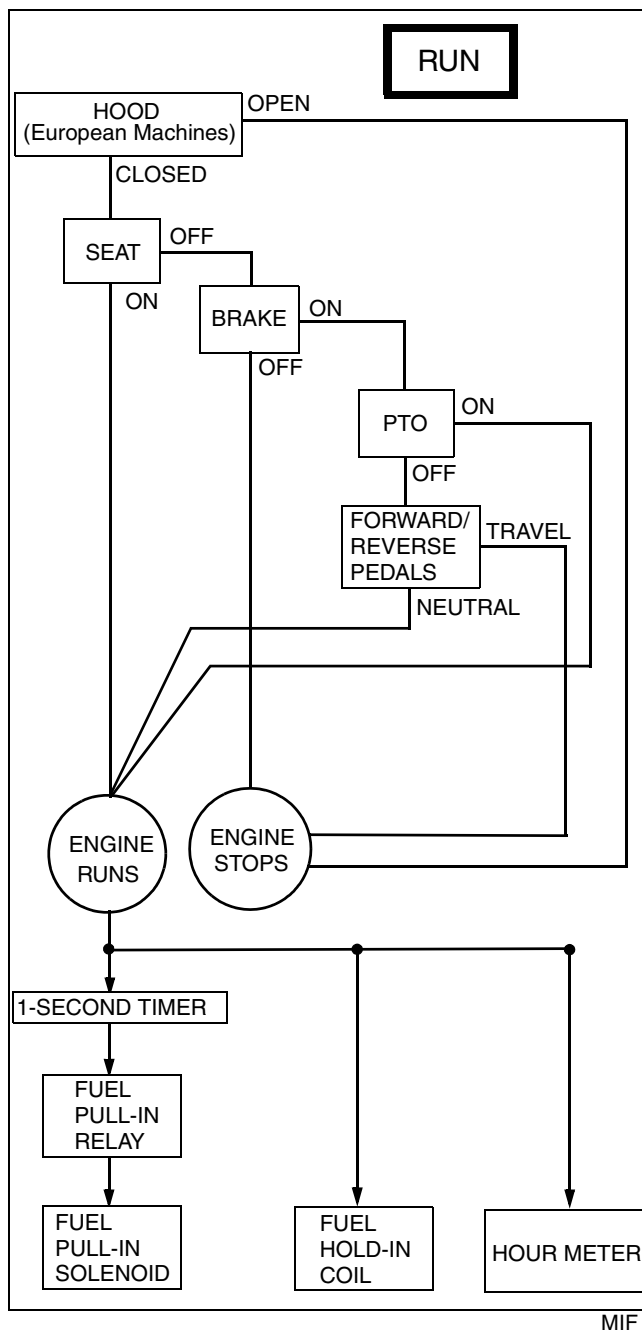 RUN
HOOD
(European Machines)
OPEN
CLOSED
SEAT
OFF
ON
BRAKE
ON
OFF
PTO
ON
OFF
FORWARD/
REVERSE
PEDALS
TRAVEL
NEUTRAL
ENGINE
RUNS
ENGINE
STOPS
1-SECOND TIMER
FUEL
PULL-IN
RELAY
FUEL
PULL-IN
SOLENOID
FUEL
HOLD-IN
COIL
HOUR METER
MIF